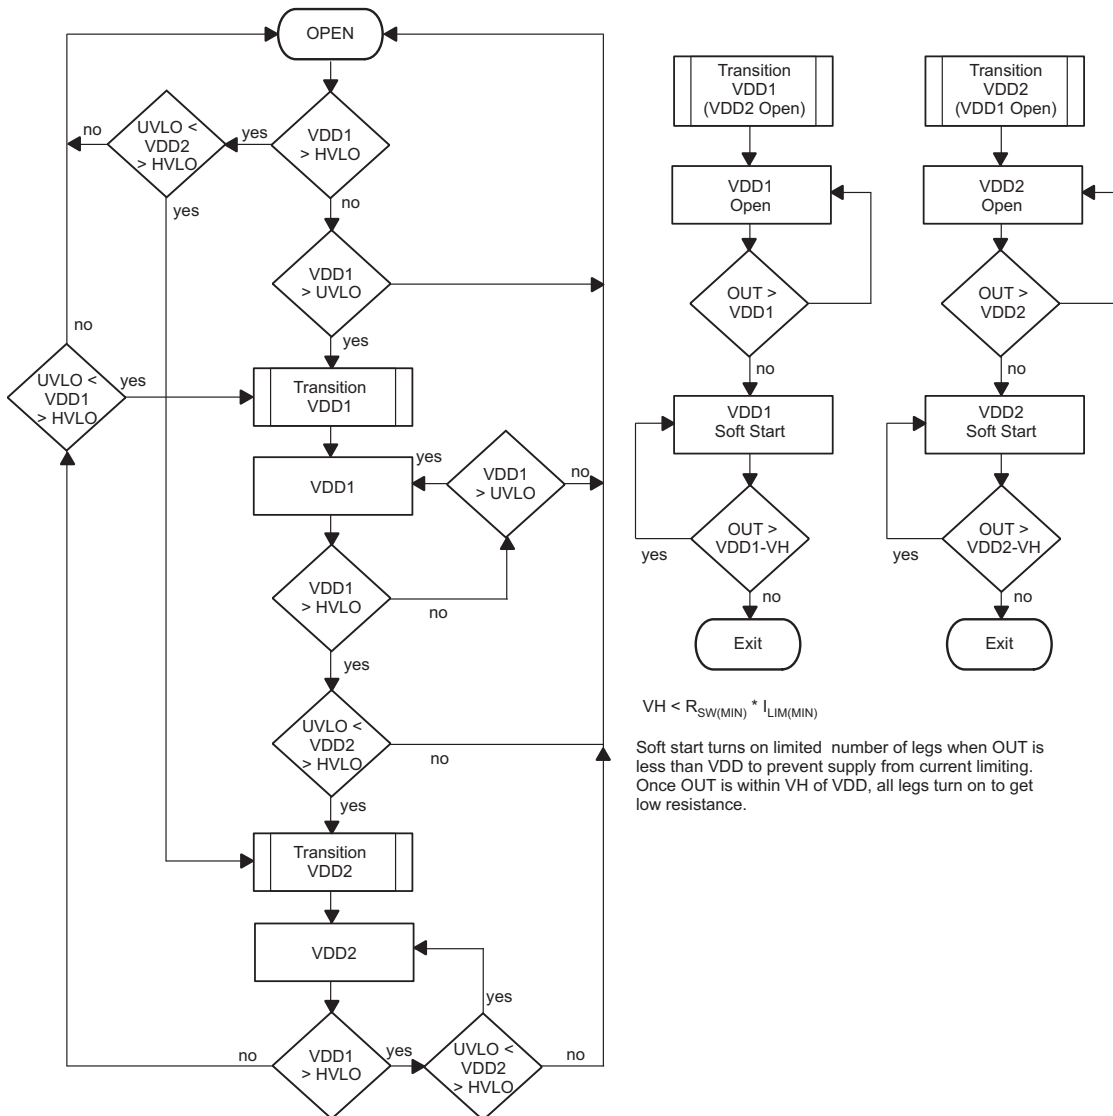 OPEN
no
UVLO <
VDD2
> HVLO
yes
VDD1
> HVLO
yes
no
VDD1
> UVLO
no
yes
UVLO <
VDD1
> HVLO
yes
Transition
VDD1
VDD1
yes
VDD1
> UVLO
no
VDD1
> HVLO
no
yes
UVLO <
VDD2
> HVLO
no
yes
Transition
VDD2
VDD2
yes
no
VDD1
> HVLO
yes
UVLO <
VDD2
> HVLO
no
Transition
VDD1
(VDD2 Open)
VDD1
Open
OUT >
VDD1
no
VDD1
Soft Start
OUT >
VDD1-VH
yes
no
Exit
Transition
VDD2
(VDD1 Open)
VDD2
Open
OUT >
VDD2
no
VDD2
Soft Start
OUT >
VDD2-VH
yes
no
Exit
VH < R_SW(MIN) * I_LIM(MIN)
Soft start turns on limited number of legs when OUT is
less than VDD to prevent supply from current limiting.
Once OUT is within VH of VDD, all legs turn on to get
low resistance.